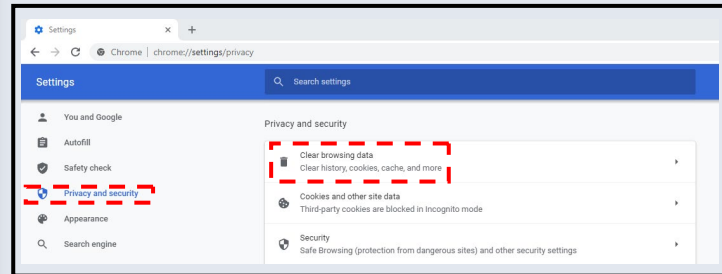 Settings
Chrome | chrome://settings/privacy
Settings
Search settings
You and Google
Autofill
Safety check
Privacy and security
Appearance
Search engine
Privacy and security
Clear browsing data
Clear history, cookies, cache, and more
Cookies and other site data
Third-party cookies are blocked in Incognito mode
Security
Safe Browsing (protection from dangerous sites) and other security settings